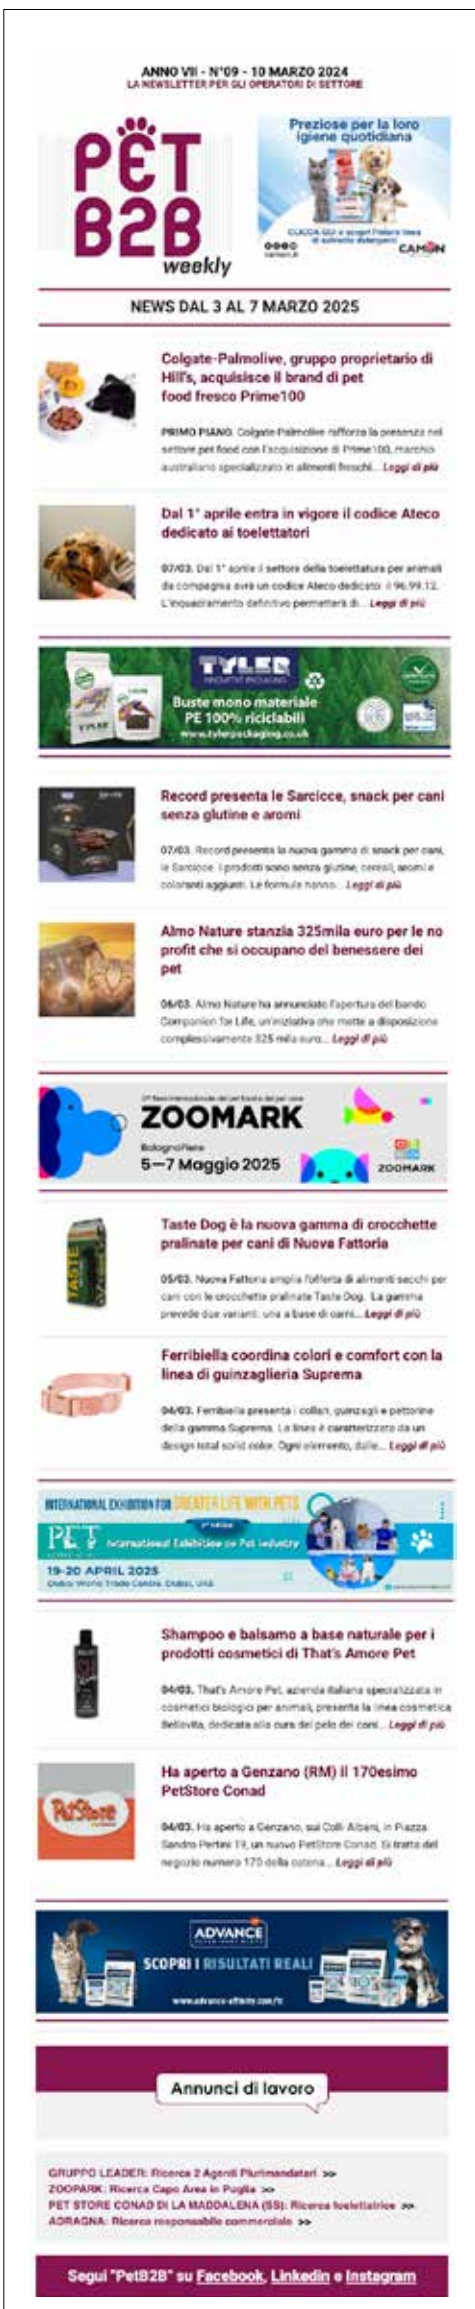 ANNO VII - N°09 - 10 MARZO 2024
LA NEWSLETTER PER GLI OPERATORI DI SETTORE
PET
B2B
weekly
Preziose per la loro
igiene quotidiana
CLICCA QUI e scopri l'intera linea
di salviette detergenti
camon.it
CAMON
NEWS DAL 3 AL 7 MARZO 2025
Colgate-Palmolive, gruppo proprietario di
Hill's, acquisisce il brand di pet
food fresco Prime100
PRIMO PIANO. Colgate-Palmolive rafforza la presenza nel
settore pet food con l'acquisizione di Prime100, marchio
australiano specializzato in alimenti freschi... Leggi di più
Dal 1° aprile entra in vigore il codice Ateco
dedicato ai toelettatori
07/03. Dal 1° aprile il settore della toelettatura per animali
da compagnia avrà un codice Ateco dedicato: il 96.99.12.
L'inquadramento definitivo permetterà di... Leggi di più
TYLER
Buste mono materiale
PE 100% riciclabili
www.tylerpackaging.co.uk
Record presenta le Sarcicce, snack per cani
senza glutine e aromi
07/03. Record presenta la nuova gamma di snack per cani,
le Sarcicce. I prodotti sono senza glutine, cereali, aromi e
coloranti aggiunti. Le formule hanno... Leggi di più
Almo Nature stanzia 325mila euro per le no
profit che si occupano del benessere dei
pet
06/03. Almo Nature ha annunciato l'apertura del bando
Companion for Life, un'iniziativa che mette a disposizione
complessivamente 325 mila euro... Leggi di più
ZOOMARK
BolognaFiere
5—7 Maggio 2025
ZOOMARK
TASTE
Taste Dog è la nuova gamma di crocchette
pralinate per cani di Nuova Fattoria
05/03. Nuova Fattoria amplia l'offerta di alimenti secchi per
cani con le crocchette pralinate Taste Dog. La gamma
prevede due varianti: una a base di carni... Leggi di più
Ferribiella coordina colori e comfort con la
linea di guinzaglieria Suprema
04/03. Ferribiella presenta i collari, guinzagli e pettorine
della gamma Suprema. La linea è caratterizzata da un
design total solid color. Ogni elemento, dalle... Leggi di più
INTERNATIONAL EXHIBITION FOR GREATER LIFE WITH PETS
PET
International Exhibition on Pet Industry
19-20 APRIL 2025
Dubai World Trade Centre, Dubai, UAE
Shampoo e balsamo a base naturale per i
prodotti cosmetici di That's Amore Pet
04/03. That's Amore Pet, azienda italiana specializzata in
cosmetici biologici per animali, presenta la linea cosmetica
Bellavita, dedicata alla cura del pelo dei cani... Leggi di più
PetStore
Ha aperto a Genzano (RM) il 170esimo
PetStore Conad
04/03. Ha aperto a Genzano, sui Colli Albani, in Piazza
Sandro Pertini 19, un nuovo PetStore Conad. Si tratta del
negozio numero 170 della catena... Leggi di più
ADVANCE
SCOPRI I RISULTATI REALI
www.advance-affinity.com/it
Annunci di lavoro
GRUPPO LEADER: Ricerca 2 Agenti Plurimandatari >>
ZOOPARK: Ricerca Capo Area in Puglia >>
PET STORE CONAD DI LA MADDALENA (SS): Ricerca toelettatrice >>
ADRAGNA: Ricerca responsabile commerciale >>
Segui "PetB2B" su Facebook, Linkedin e Instagram